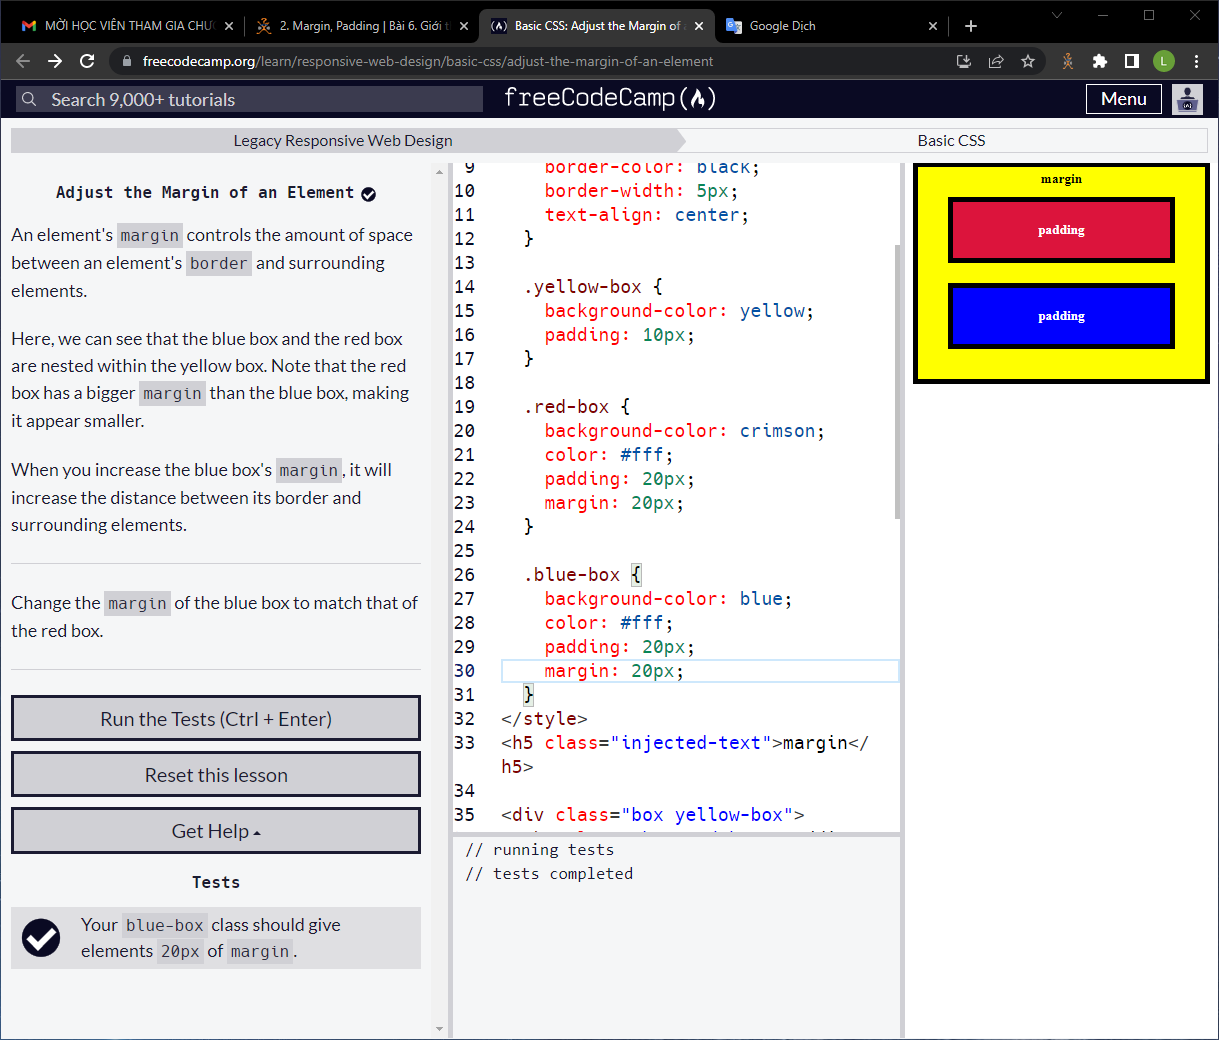 MỜI HỌC VIÊN THAM GIA CHƯ
2. Margin, Padding | Bài 6. Giới t
Basic CSS: Adjust the Margin of
Google Dịch
freecodecamp.org/learn/responsive-web-design/basic-css/adjust-the-margin-of-an-element
L
Search 9,000+ tutorials
freeCodeCamp(🔥)
Menu
Legacy Responsive Web Design
Basic CSS
Adjust the Margin of an Element
An element's margin controls the amount of space
between an element's border and surrounding
elements.
Here, we can see that the blue box and the red box
are nested within the yellow box. Note that the red
box has a bigger margin than the blue box, making
it appear smaller.
When you increase the blue box's margin, it will
increase the distance between its border and
surrounding elements.
Change the margin of the blue box to match that of
the red box.
Run the Tests (Ctrl + Enter)
Reset this lesson
Get Help
Tests
Your blue-box class should give
elements 20px of margin.
9 border-color: black;
10 border-width: 5px;
11 text-align: center;
12 }
13
14 .yellow-box {
15 background-color: yellow;
16 padding: 10px;
17 }
18
19 .red-box {
20 background-color: crimson;
21 color: #fff;
22 padding: 20px;
23 margin: 20px;
24 }
25
26 .blue-box {
27 background-color: blue;
28 color: #fff;
29 padding: 20px;
30 margin: 20px;
31 }
32 </style>
33 <h5 class="injected-text">margin</
h5>
34
35 <div class="box yellow-box">
// running tests
// tests completed
margin
padding
padding